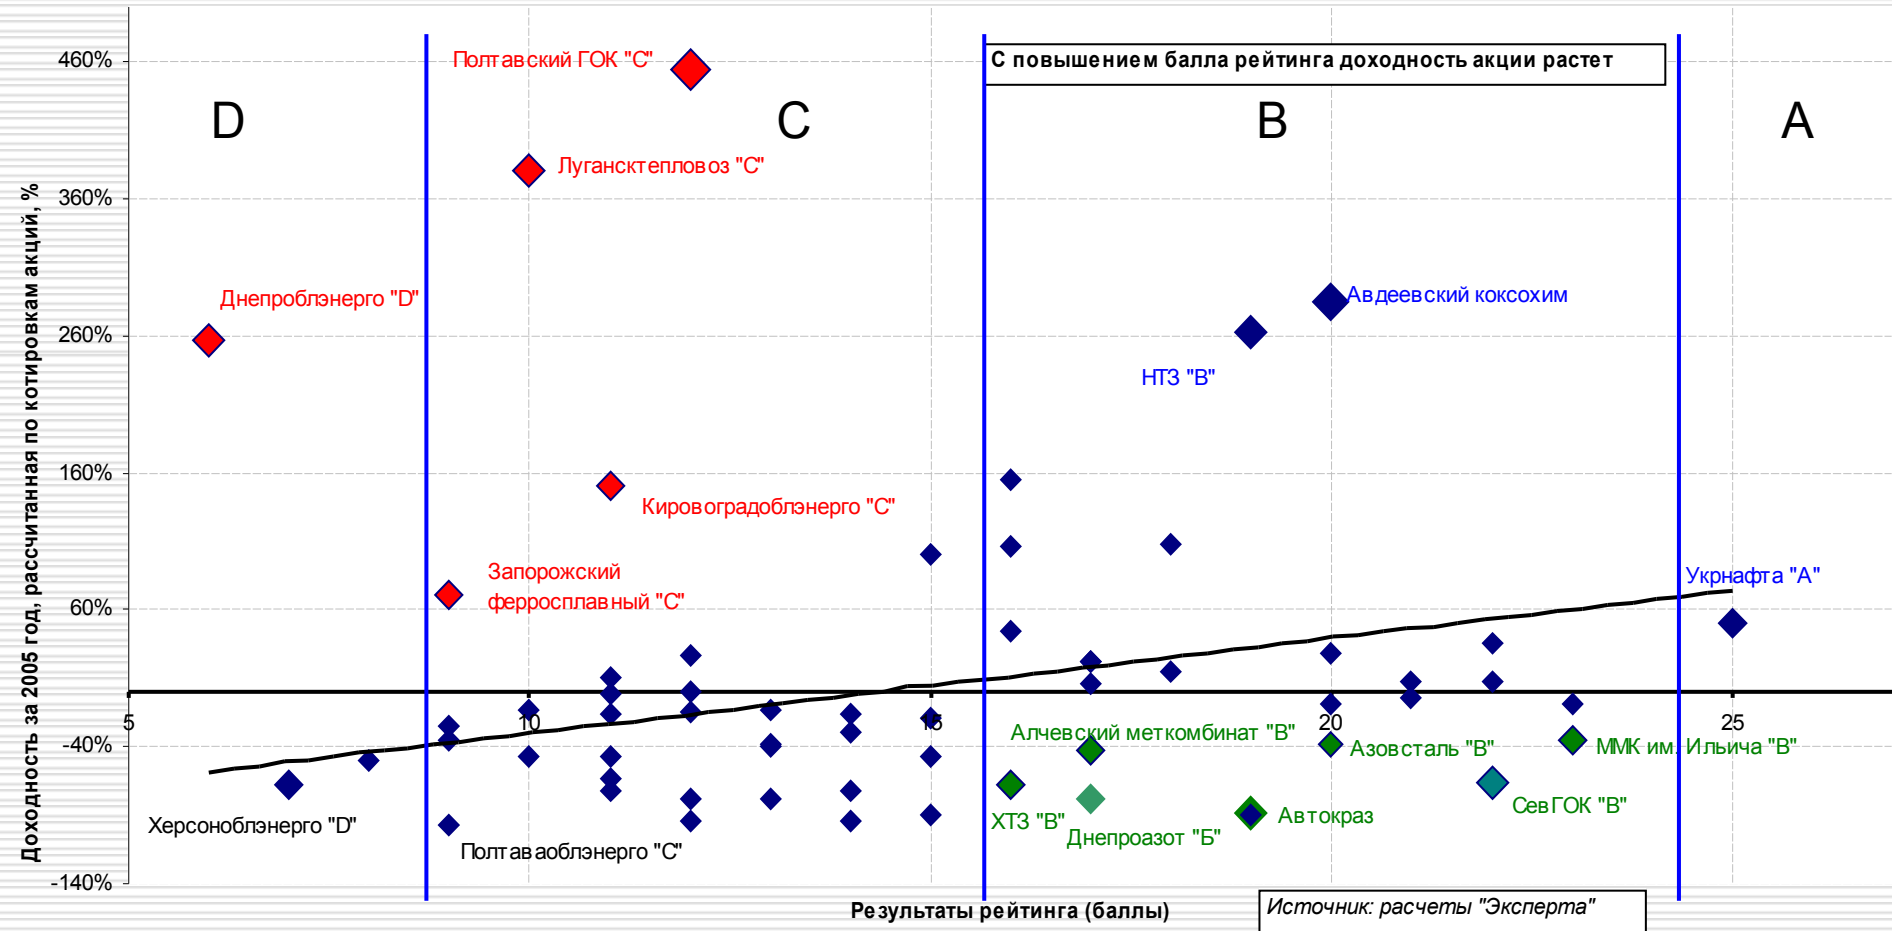 460%
Полтавский ГОК "С"
С повышением балла рейтинга доходность акции растет
D
C
B
A
Лугансктепловоз "С"
360%
Днепроблэнерго "D"
Авдеевский коксохим
260%
НТЗ "В"
160%
Кировоградоблэнерго "С"
Запорожский
ферросплавный "С"
Укрнафта "А"
60%
5
10
15
20
25
Алчевский меткомбинат "В"
-40%
Азовсталь "В"
ММК им. Ильича "В"
СевГОК "В"
Херсоноблэнерго "D"
ХТЗ "В"
Автокраз
Днепроазот "Б"
Полтаваоблэнерго "С"
-140%
Доходность за 2005 год, рассчитанная по котировкам акций, %
Результаты рейтинга (баллы)
Источник: расчеты "Эксперта"